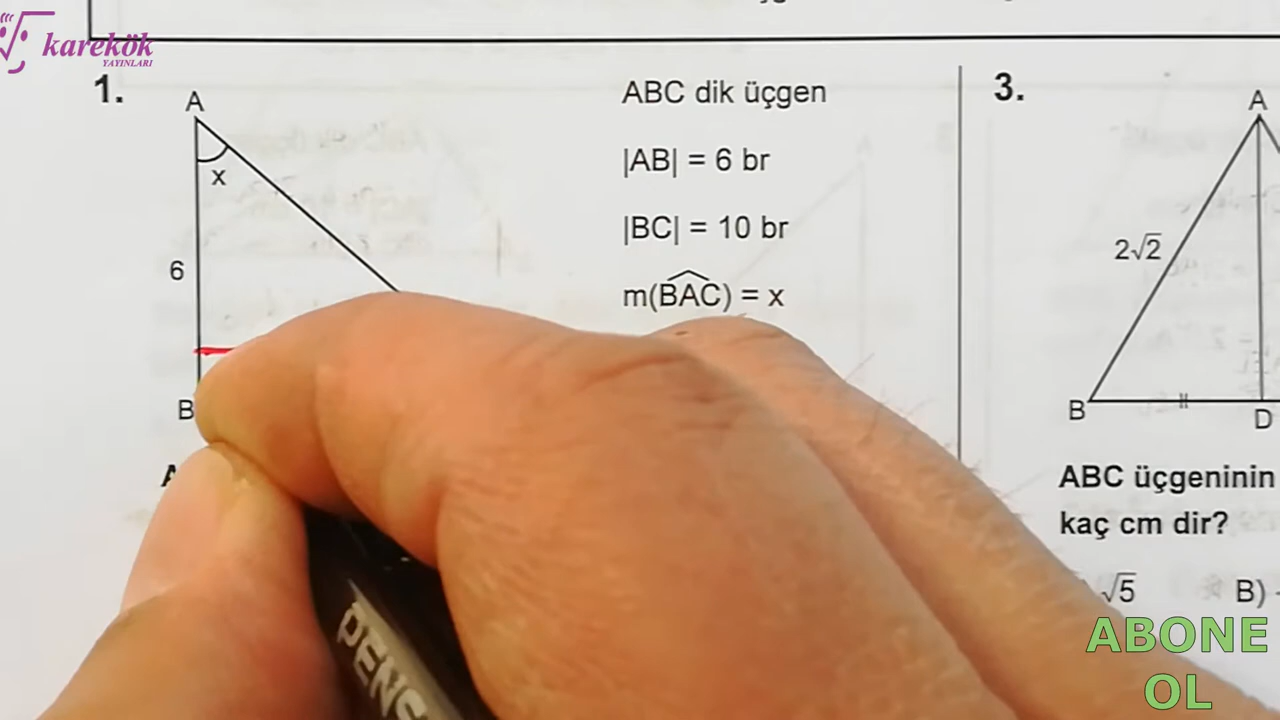 karekök
YAYINLARI
1.
A
x
6
B
ABC dik üçgen
|AB| = 6 br
|BC| = 10 br
m(BAC) = x
3.
A
2√2
B
D
ABC üçgeninin
kaç cm dir?
√5 B)
ABONE
OL
PENS